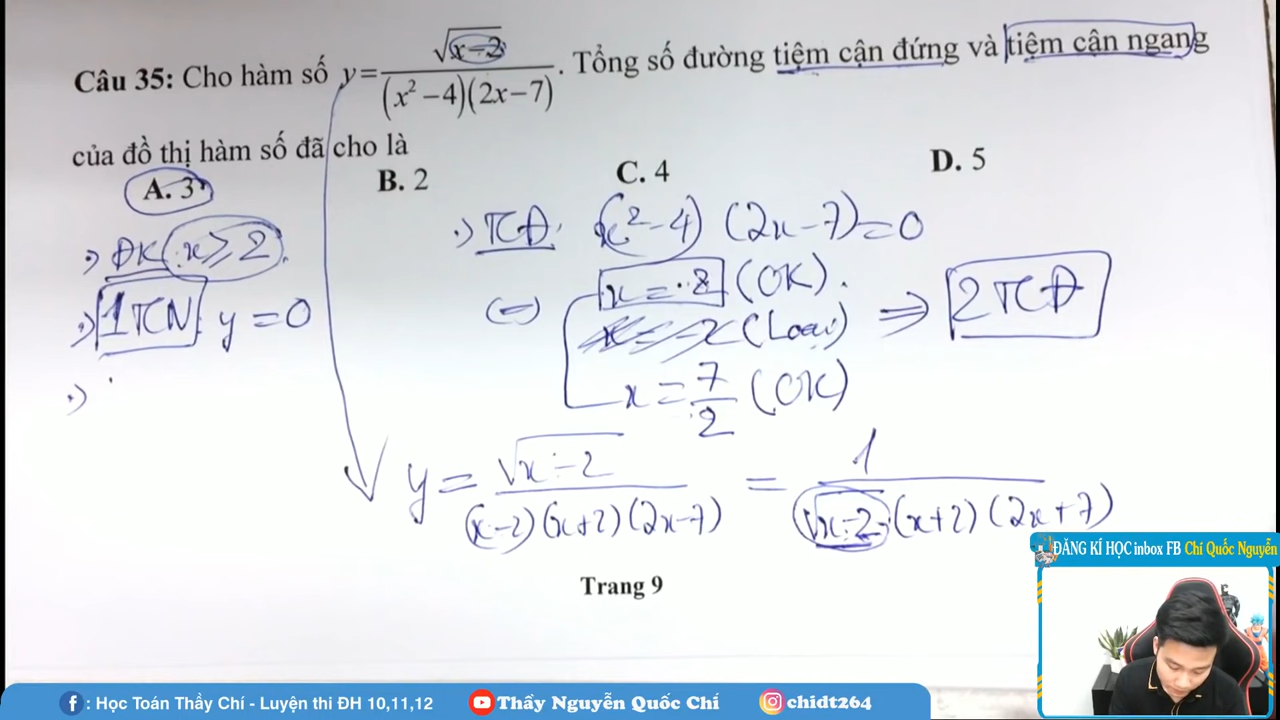 Câu 35: Cho hàm số y = √(x−2) / (x² − 4)(2x − 7). Tổng số đường tiệm cận đứng và tiệm cận ngang
của đồ thị hàm số đã cho là
A. 3 B. 2 C. 4 D. 5
·) ĐK: x ≥ 2.
·) 1TCN y = 0
·)
·) TCĐ: (x² − 4) (2x − 7) = 0
(=) x = 2 (OK).
x = −2 (Loại) ⇒ 2TCĐ
x = 7/2 (OK)
y = √(x − 2) / (x − 2)(x + 2)(2x − 7) = 1 / √(x − 2) · (x + 2)(2x + 7)
Trang 9
ĐĂNG KÍ HỌC inbox FB Chí Quốc Nguyễn
f : Học Toán Thầy Chí - Luyện thi ĐH 10,11,12
Thầy Nguyễn Quốc Chí
chidt264